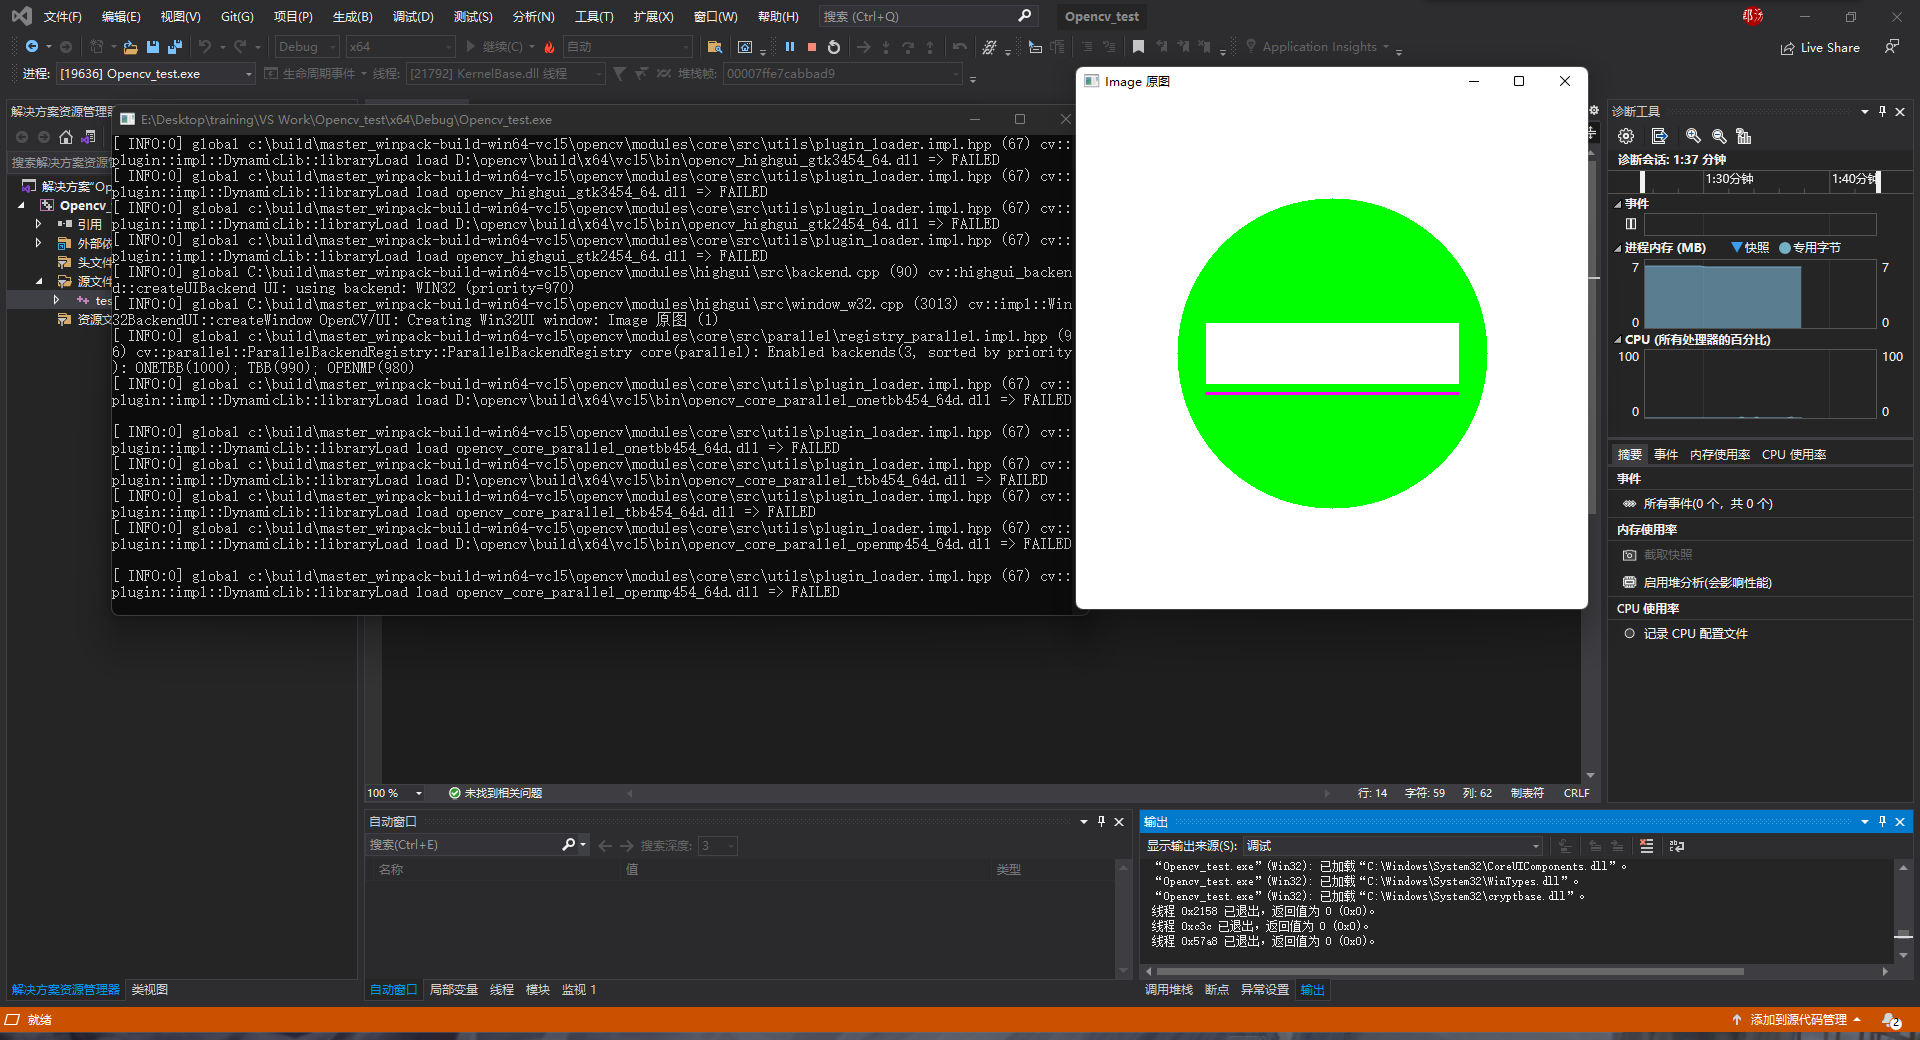 文件(F) 编辑(E) 视图(V) Git(G) 项目(P) 生成(B) 调试(D) 测试(S) 分析(N) 工具(T) 扩展(X) 窗口(W) 帮助(H) 搜索 (Ctrl+Q) Opencv_test
Debug x64 继续(C) 自动 Application Insights Live Share
进程: [19636] Opencv_test.exe 生命周期事件 线程: [21792] KernelBase.dll 线程 堆栈帧: 00007ffe7cabbad9
解决方案资源管理器
搜索解决方案资源
解决方案"Op
Opencv_
引用
外部依
头文件
源文件
tes
资源文
E:\Desktop\training\VS Work\Opencv_test\x64\Debug\Opencv_test.exe
[ INFO:0] global c:\build\master_winpack-build-win64-vc15\opencv\modules\core\src\utils\plugin_loader.impl.hpp (67) cv::
plugin::impl::DynamicLib::libraryLoad load D:\opencv\build\x64\vc15\bin\opencv_highgui_gtk3454_64.dll => FAILED
[ INFO:0] global c:\build\master_winpack-build-win64-vc15\opencv\modules\core\src\utils\plugin_loader.impl.hpp (67) cv::
plugin::impl::DynamicLib::libraryLoad load opencv_highgui_gtk3454_64.dll => FAILED
[ INFO:0] global c:\build\master_winpack-build-win64-vc15\opencv\modules\core\src\utils\plugin_loader.impl.hpp (67) cv::
plugin::impl::DynamicLib::libraryLoad load D:\opencv\build\x64\vc15\bin\opencv_highgui_gtk2454_64.dll => FAILED
[ INFO:0] global c:\build\master_winpack-build-win64-vc15\opencv\modules\core\src\utils\plugin_loader.impl.hpp (67) cv::
plugin::impl::DynamicLib::libraryLoad load opencv_highgui_gtk2454_64.dll => FAILED
[ INFO:0] global C:\build\master_winpack-build-win64-vc15\opencv\modules\highgui\src\backend.cpp (90) cv::highgui_backen
d::createUIBackend UI: using backend: WIN32 (priority=970)
[ INFO:0] global C:\build\master_winpack-build-win64-vc15\opencv\modules\highgui\src\window_w32.cpp (3013) cv::impl::Win
32BackendUI::createWindow OpenCV/UI: Creating Win32UI window: Image 原图 (1)
[ INFO:0] global c:\build\master_winpack-build-win64-vc15\opencv\modules\core\src\parallel\registry_parallel.impl.hpp (9
6) cv::parallel::ParallelBackendRegistry::ParallelBackendRegistry core(parallel): Enabled backends(3, sorted by priority
): ONETBB(1000); TBB(990); OPENMP(980)
[ INFO:0] global c:\build\master_winpack-build-win64-vc15\opencv\modules\core\src\utils\plugin_loader.impl.hpp (67) cv::
plugin::impl::DynamicLib::libraryLoad load D:\opencv\build\x64\vc15\bin\opencv_core_parallel_onetbb454_64d.dll => FAILED
[ INFO:0] global c:\build\master_winpack-build-win64-vc15\opencv\modules\core\src\utils\plugin_loader.impl.hpp (67) cv::
plugin::impl::DynamicLib::libraryLoad load opencv_core_parallel_onetbb454_64d.dll => FAILED
[ INFO:0] global c:\build\master_winpack-build-win64-vc15\opencv\modules\core\src\utils\plugin_loader.impl.hpp (67) cv::
plugin::impl::DynamicLib::libraryLoad load D:\opencv\build\x64\vc15\bin\opencv_core_parallel_tbb454_64d.dll => FAILED
[ INFO:0] global c:\build\master_winpack-build-win64-vc15\opencv\modules\core\src\utils\plugin_loader.impl.hpp (67) cv::
plugin::impl::DynamicLib::libraryLoad load opencv_core_parallel_tbb454_64d.dll => FAILED
[ INFO:0] global c:\build\master_winpack-build-win64-vc15\opencv\modules\core\src\utils\plugin_loader.impl.hpp (67) cv::
plugin::impl::DynamicLib::libraryLoad load D:\opencv\build\x64\vc15\bin\opencv_core_parallel_openmp454_64d.dll => FAILED
[ INFO:0] global c:\build\master_winpack-build-win64-vc15\opencv\modules\core\src\utils\plugin_loader.impl.hpp (67) cv::
plugin::impl::DynamicLib::libraryLoad load opencv_core_parallel_openmp454_64d.dll => FAILED
Image 原图
诊断工具
诊断会话: 1:37 分钟
1:30分钟 1:40分钟
事件
进程内存 (MB) 快照 专用字节
7 7
0 0
CPU (所有处理器的百分比)
100 100
0 0
摘要 事件 内存使用率 CPU 使用率
事件
所有事件(0 个，共 0 个)
内存使用率
截取快照
启用堆分析(会影响性能)
CPU 使用率
记录 CPU 配置文件
100 % 未找到相关问题 行: 14 字符: 59 列: 62 制表符 CRLF
自动窗口
搜索(Ctrl+E) 搜索深度: 3
名称 值 类型
输出
显示输出来源(S): 调试
“Opencv_test.exe”(Win32): 已加载“C:\Windows\System32\CoreUIComponents.dll”。
“Opencv_test.exe”(Win32): 已加载“C:\Windows\System32\WinTypes.dll”。
“Opencv_test.exe”(Win32): 已加载“C:\Windows\System32\cryptbase.dll”。
线程 0x2158 已退出，返回值为 0 (0x0)。
线程 0xc3c 已退出，返回值为 0 (0x0)。
线程 0x57a8 已退出，返回值为 0 (0x0)。
解决方案资源管理器 类视图
自动窗口 局部变量 线程 模块 监视 1
调用堆栈 断点 异常设置 输出
就绪 添加到源代码管理 2